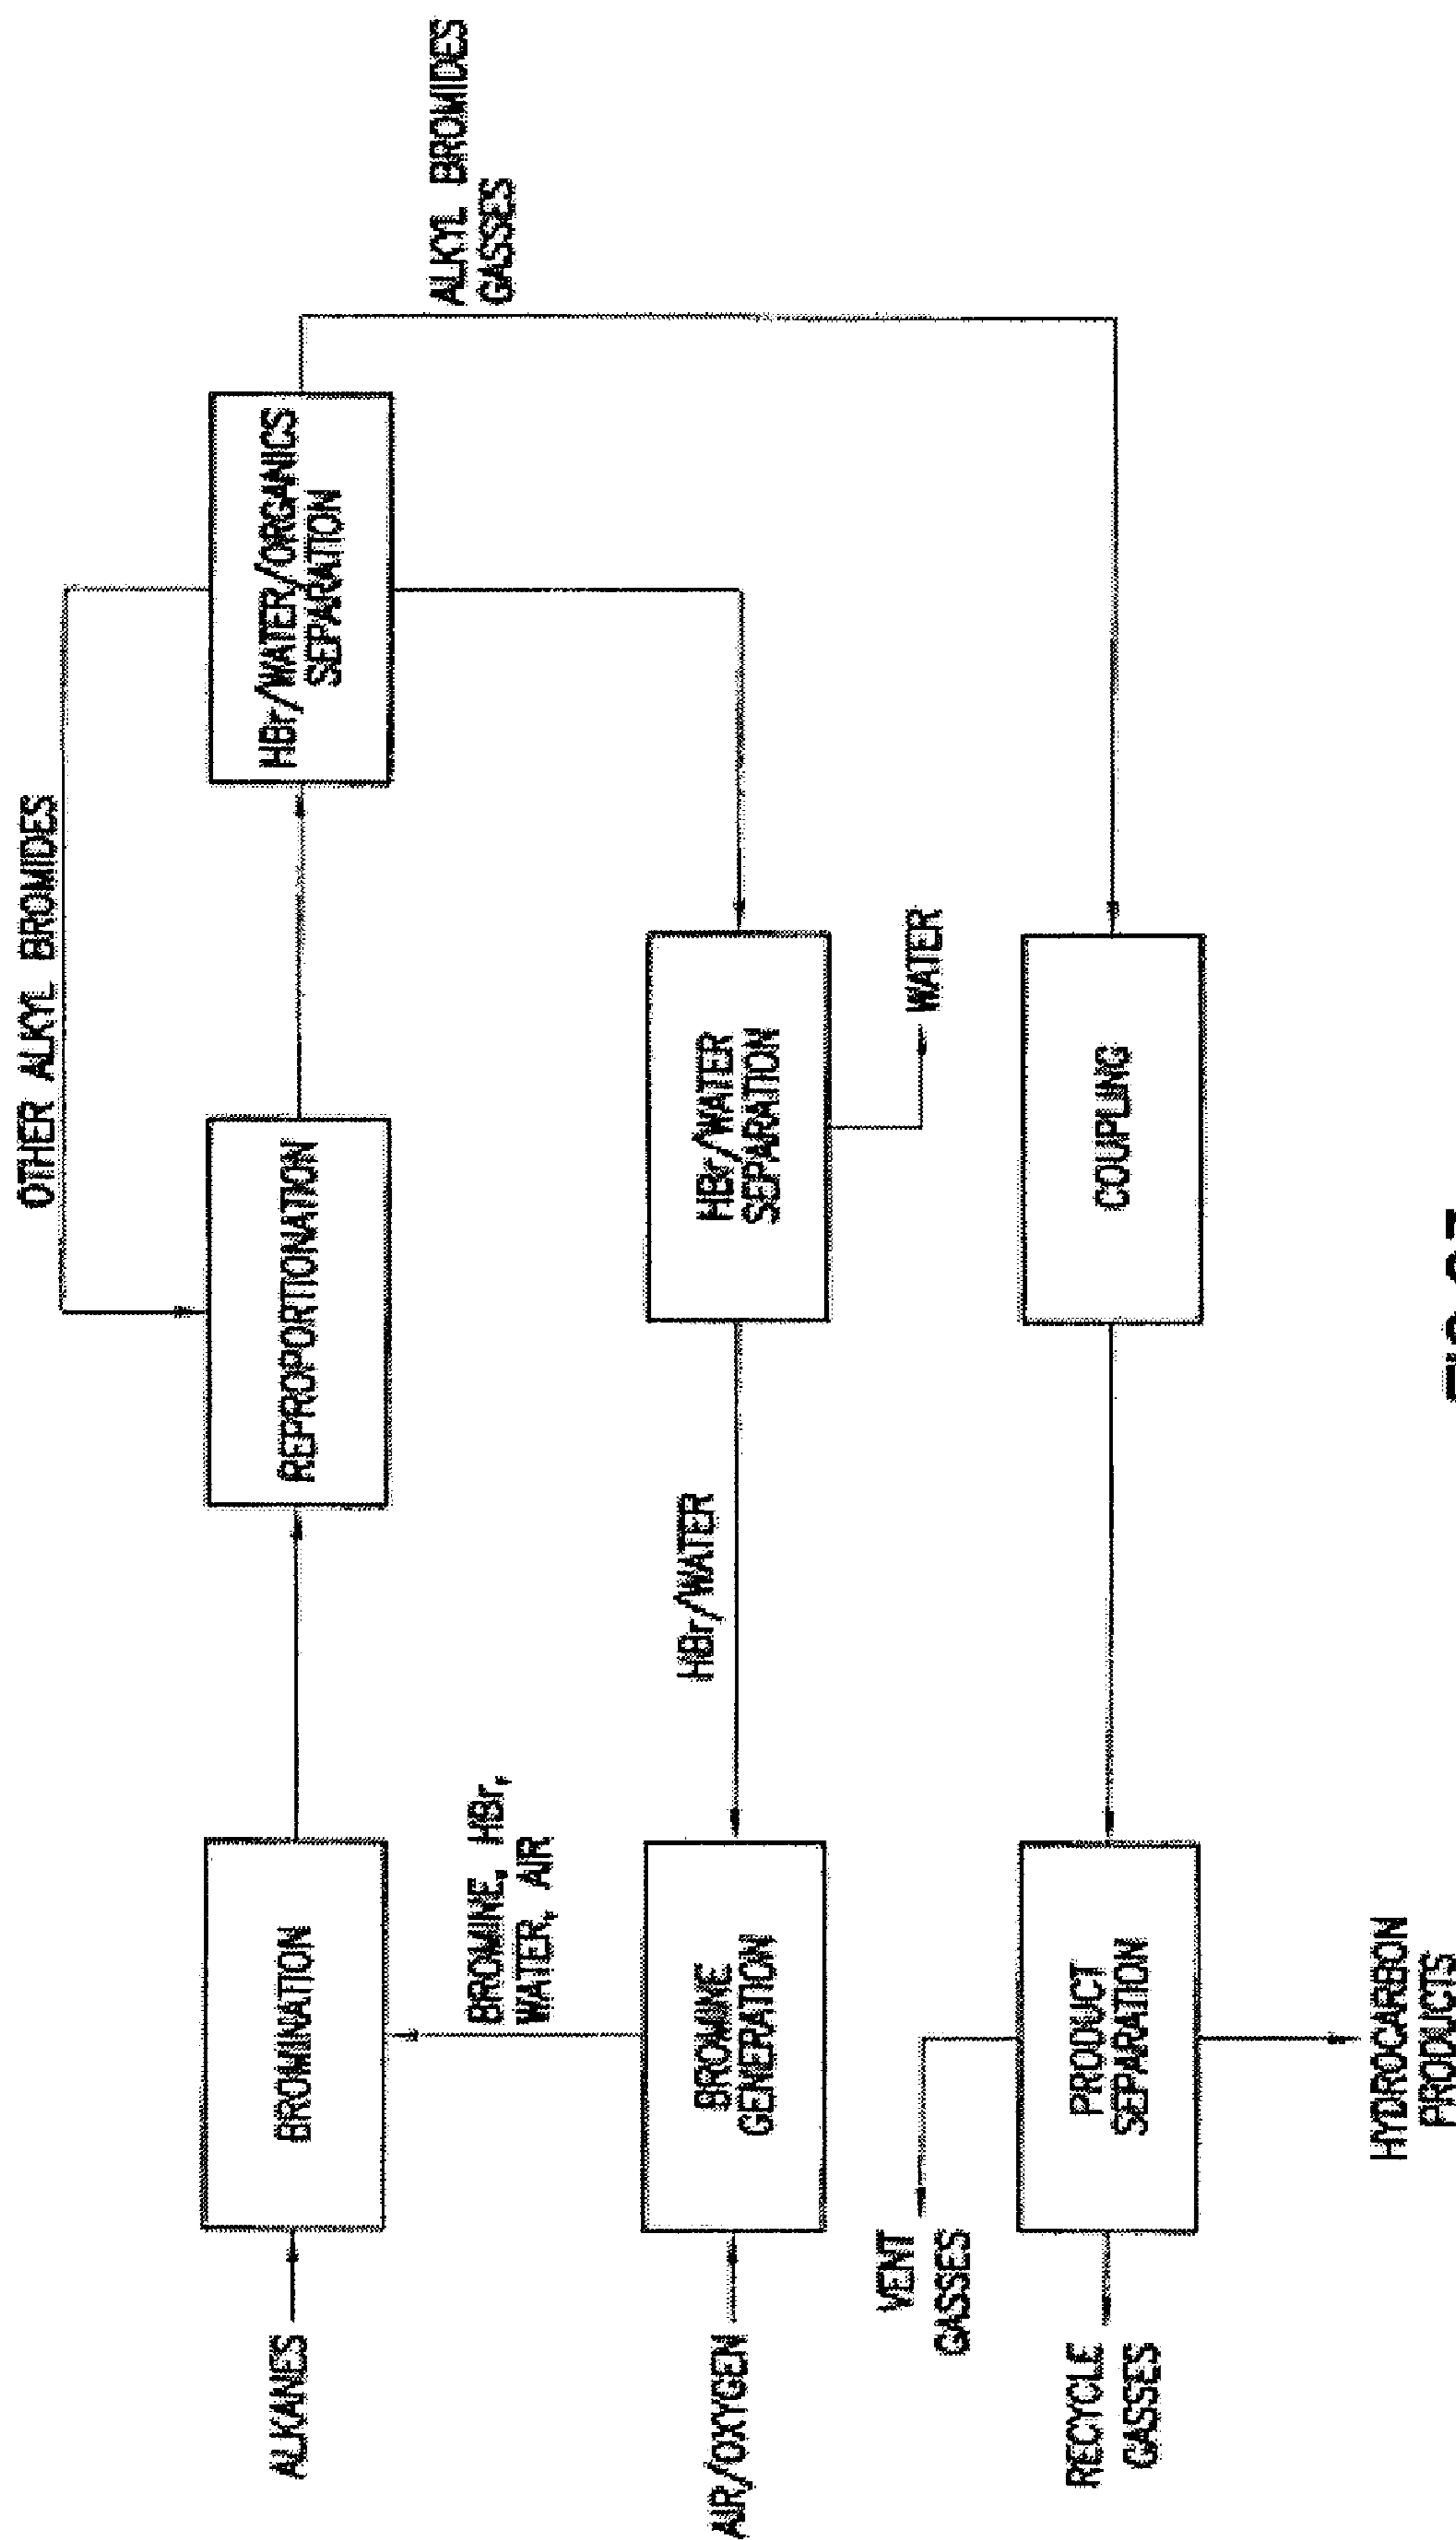 OTHER ALKYL BROMIDES
ALKANES
BROMINATION
REPROPORTIONATION
HBr/WATER/ORGANICS
SEPARATION
ALKYL BROMIDES
GASSES
BROMINE, HBr,
WATER, AIR
AIR/OXYGEN
BROMINE
GENERATION
HBr/WATER
HBr/WATER
SEPARATION
WATER
VENT
GASSES
RECYCLE
GASSES
PRODUCT
SEPARATION
COUPLING
HYDROCARBON
PRODUCTS